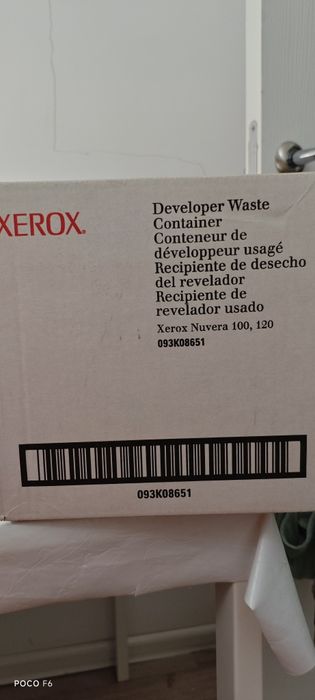 XEROX.
Developer Waste
Container
Conteneur de
développeur usagé
Recipiente de desecho
del revelador
Recipiente de
revelador usado
Xerox Nuvera 100, 120
093K08651
093K08651
POCO F6